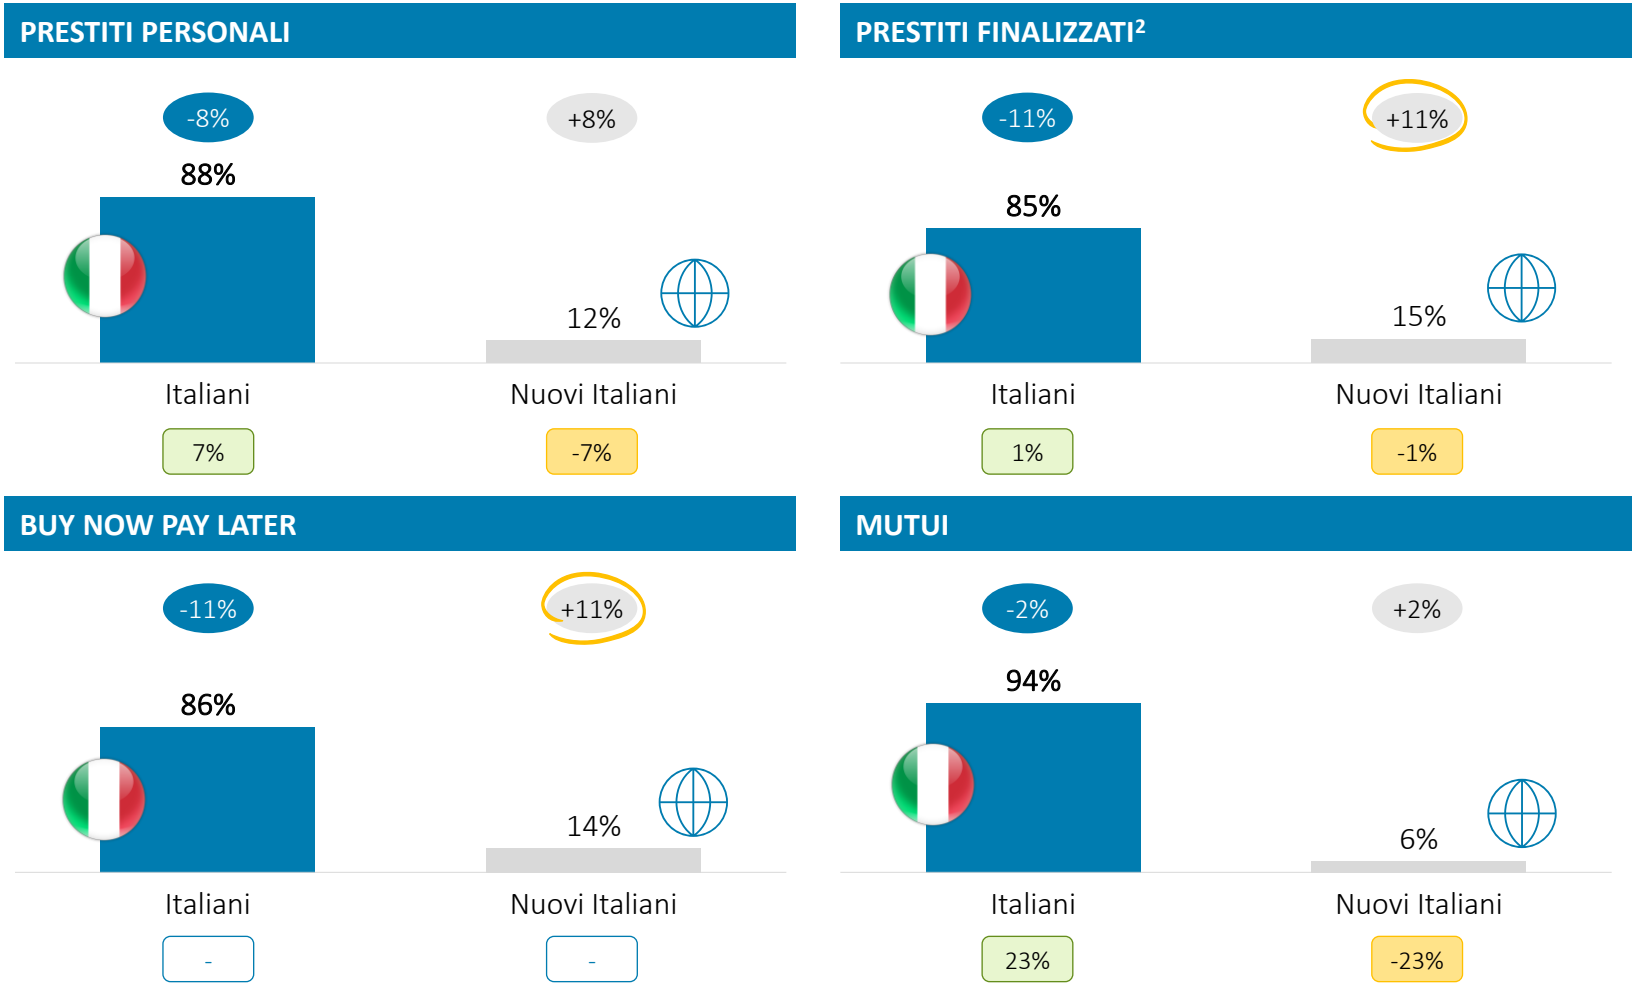 PRESTITI PERSONALI
-8%
+8%
88%
12%
Italiani
Nuovi Italiani
7%
-7%
PRESTITI FINALIZZATI²
-11%
+11%
85%
15%
Italiani
Nuovi Italiani
1%
-1%
BUY NOW PAY LATER
-11%
+11%
86%
14%
Italiani
Nuovi Italiani
-
-
MUTUI
-2%
+2%
94%
6%
Italiani
Nuovi Italiani
23%
-23%